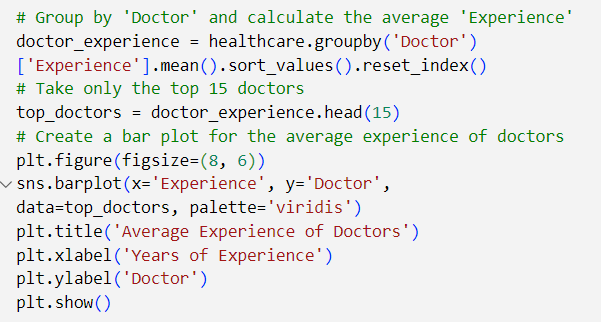 # Group by 'Doctor' and calculate the average 'Experience'
doctor_experience = healthcare.groupby('Doctor')
['Experience'].mean().sort_values().reset_index()
# Take only the top 15 doctors
top_doctors = doctor_experience.head(15)
# Create a bar plot for the average experience of doctors
plt.figure(figsize=(8, 6))
sns.barplot(x='Experience', y='Doctor',
data=top_doctors, palette='viridis')
plt.title('Average Experience of Doctors')
plt.xlabel('Years of Experience')
plt.ylabel('Doctor')
plt.show()